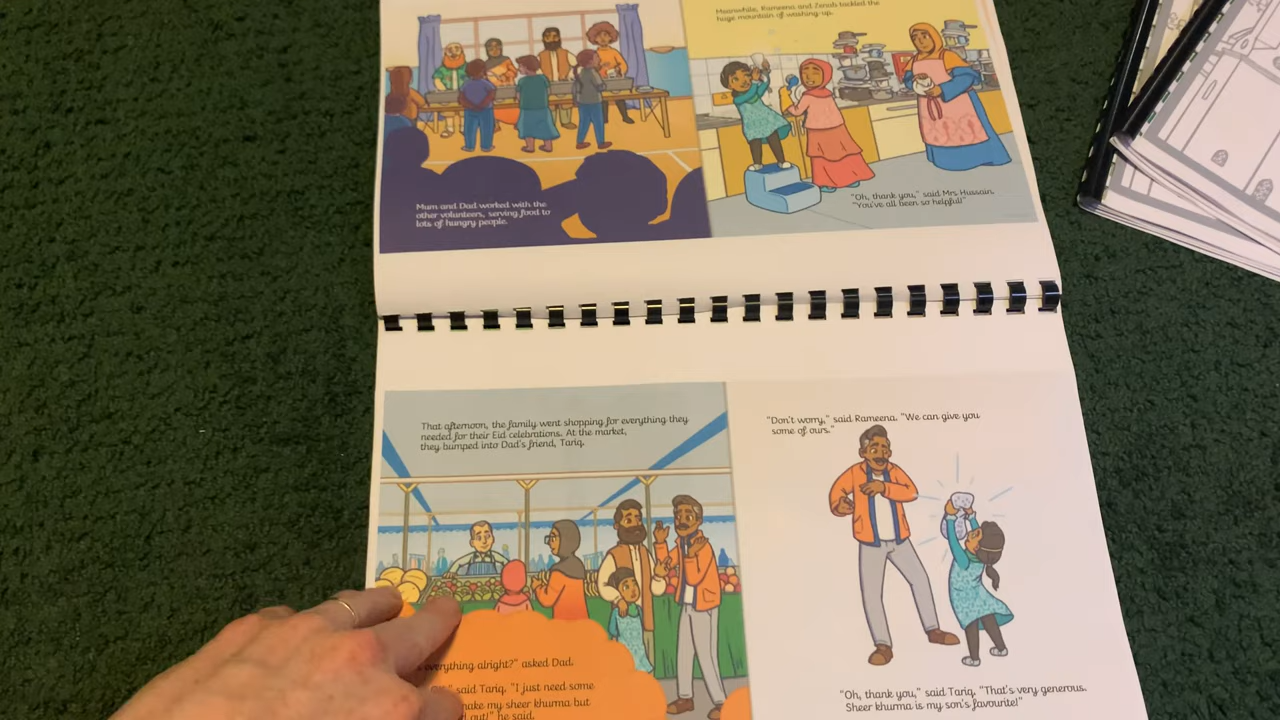 Mum and Dad worked with the
other volunteers, serving food to
lots of hungry people.
Meanwhile, Rameena and Zenab tackled the
huge mountain of washing-up.
"Oh, thank you," said Mrs Hussain.
"You've all been so helpful!"
That afternoon, the family went shopping for everything they
needed for their Eid celebrations. At the market,
they bumped into Dad's friend, Tariq.
everything alright?" asked Dad.
said Tariq. "I just need some
make my sheer khurma but
out!" he said.
"Don't worry," said Rameena. "We can give you
some of ours."
"Oh, thank you," said Tariq. "That's very generous.
Sheer khurma is my son's favourite!"